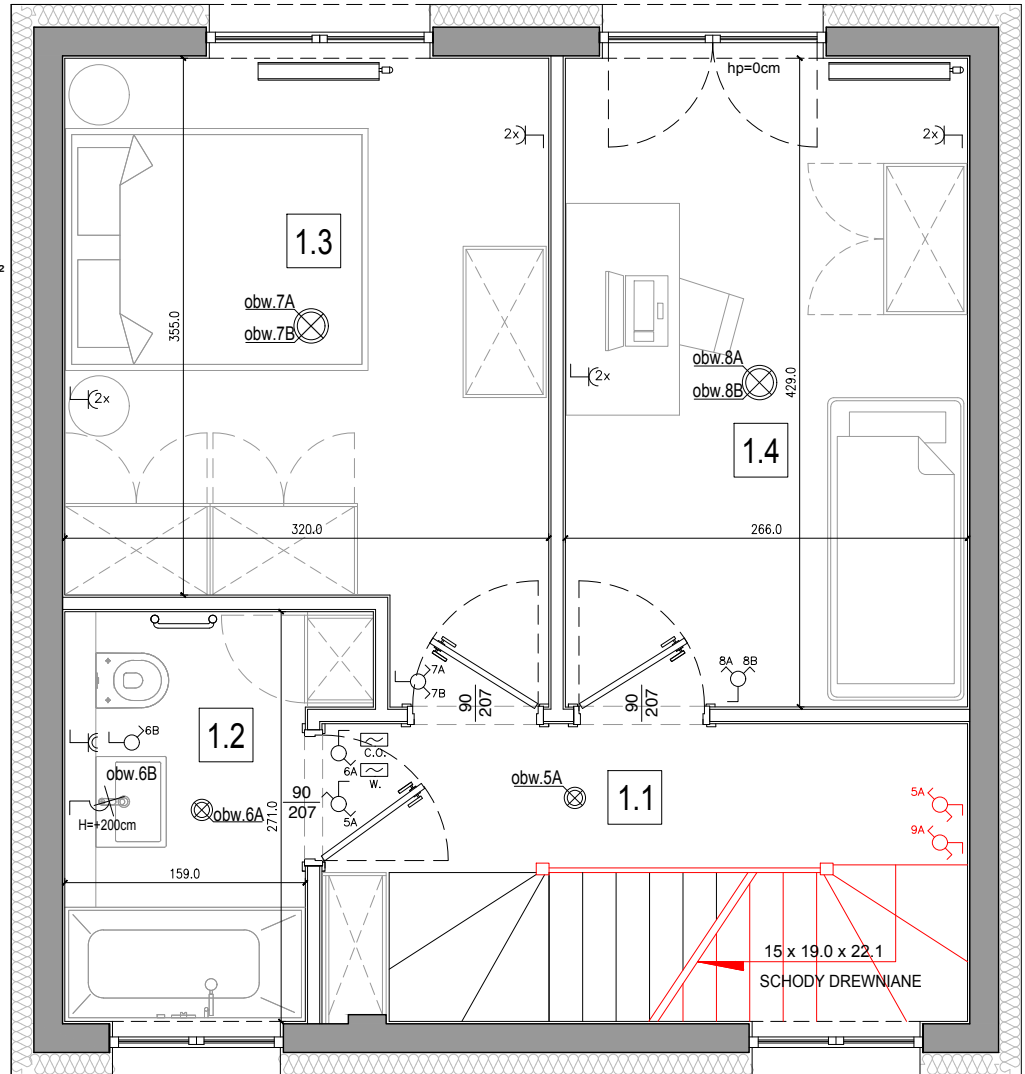 hp=0cm
2x
2x
1.3
2
obw.7A
obw.7B
355.0
obw.8A
obw.8B
429.0
2x
2x
1.4
320.0
266.0
7A
7B
90
207
90
207
8A 8B
1.2
6B
obw.6B
H=+200cm
obw.6A
271.0
159.0
90
207
6A
C.O.
W.
5A
obw.5A
1.1
5A
9A
15 x 19.0 x 22.1
SCHODY DREWNIANE